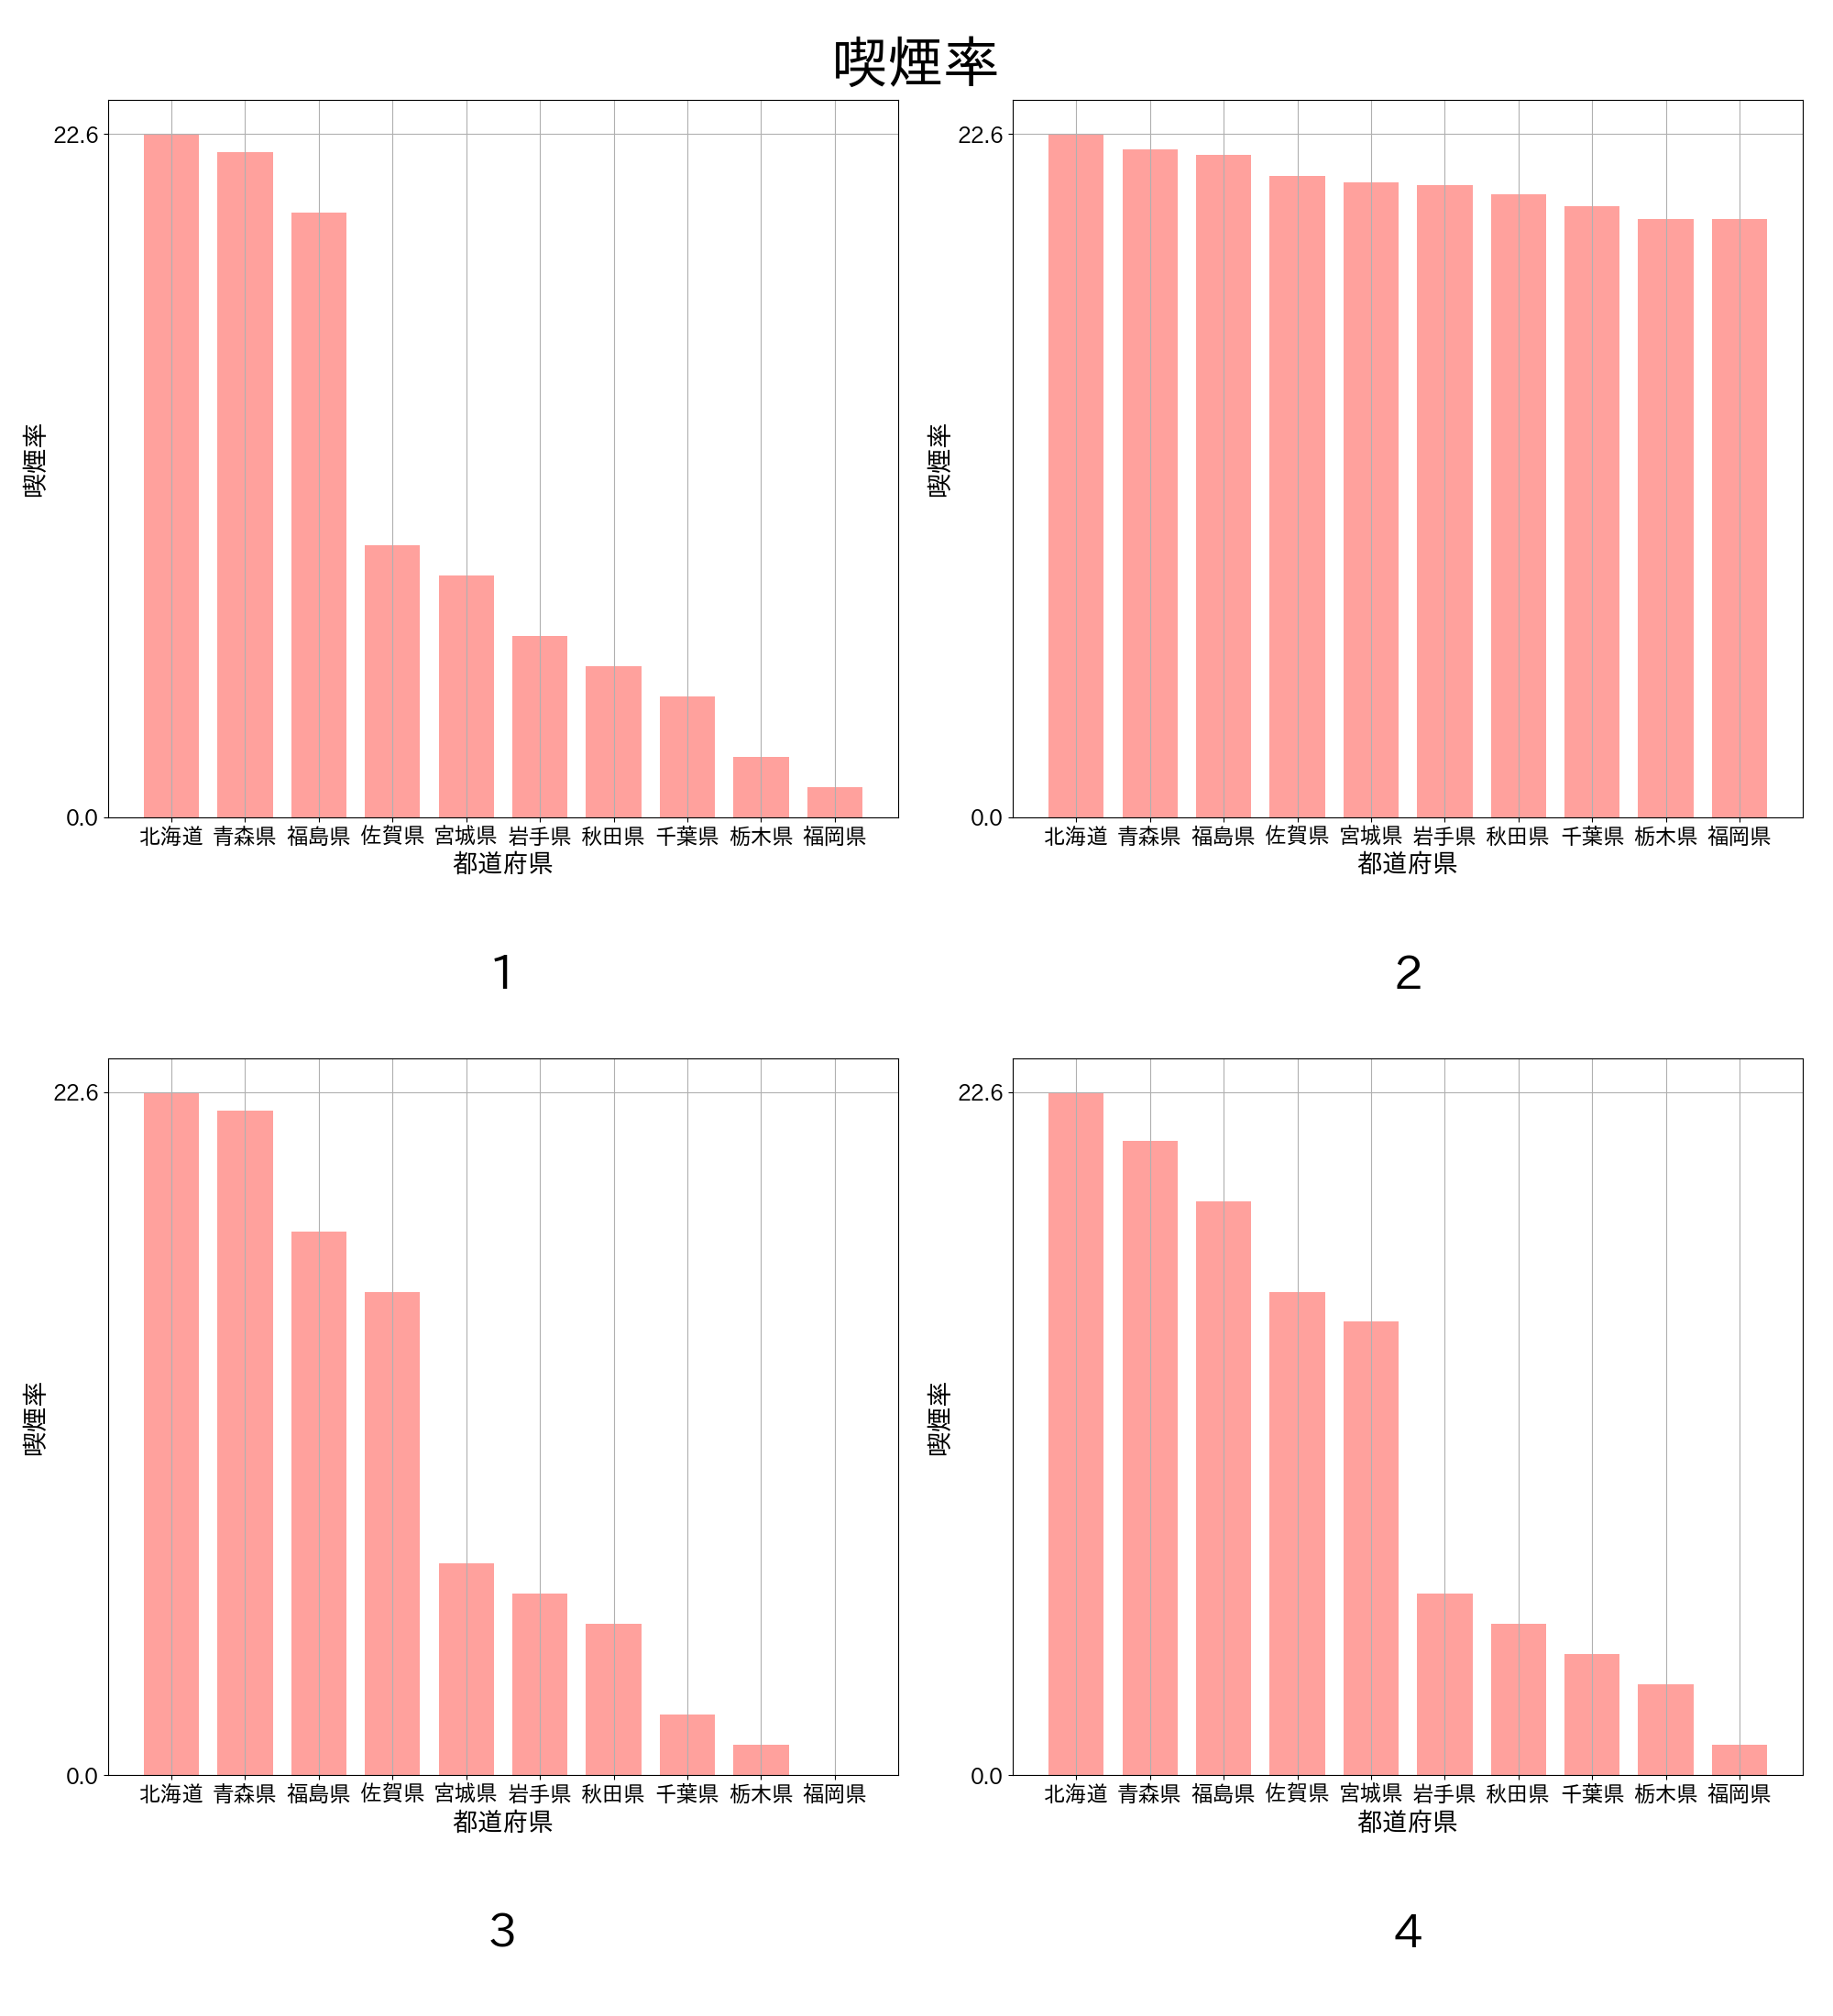 喫煙率
22.6
22.6
喫煙率
喫煙率
0.0
0.0
北海道 青森県 福島県 佐賀県 宮城県 岩手県 秋田県 千葉県 栃木県 福岡県
北海道 青森県 福島県 佐賀県 宮城県 岩手県 秋田県 千葉県 栃木県 福岡県
都道府県
都道府県
1
2
22.6
22.6
喫煙率
喫煙率
0.0
0.0
北海道 青森県 福島県 佐賀県 宮城県 岩手県 秋田県 千葉県 栃木県 福岡県
北海道 青森県 福島県 佐賀県 宮城県 岩手県 秋田県 千葉県 栃木県 福岡県
都道府県
都道府県
3
4